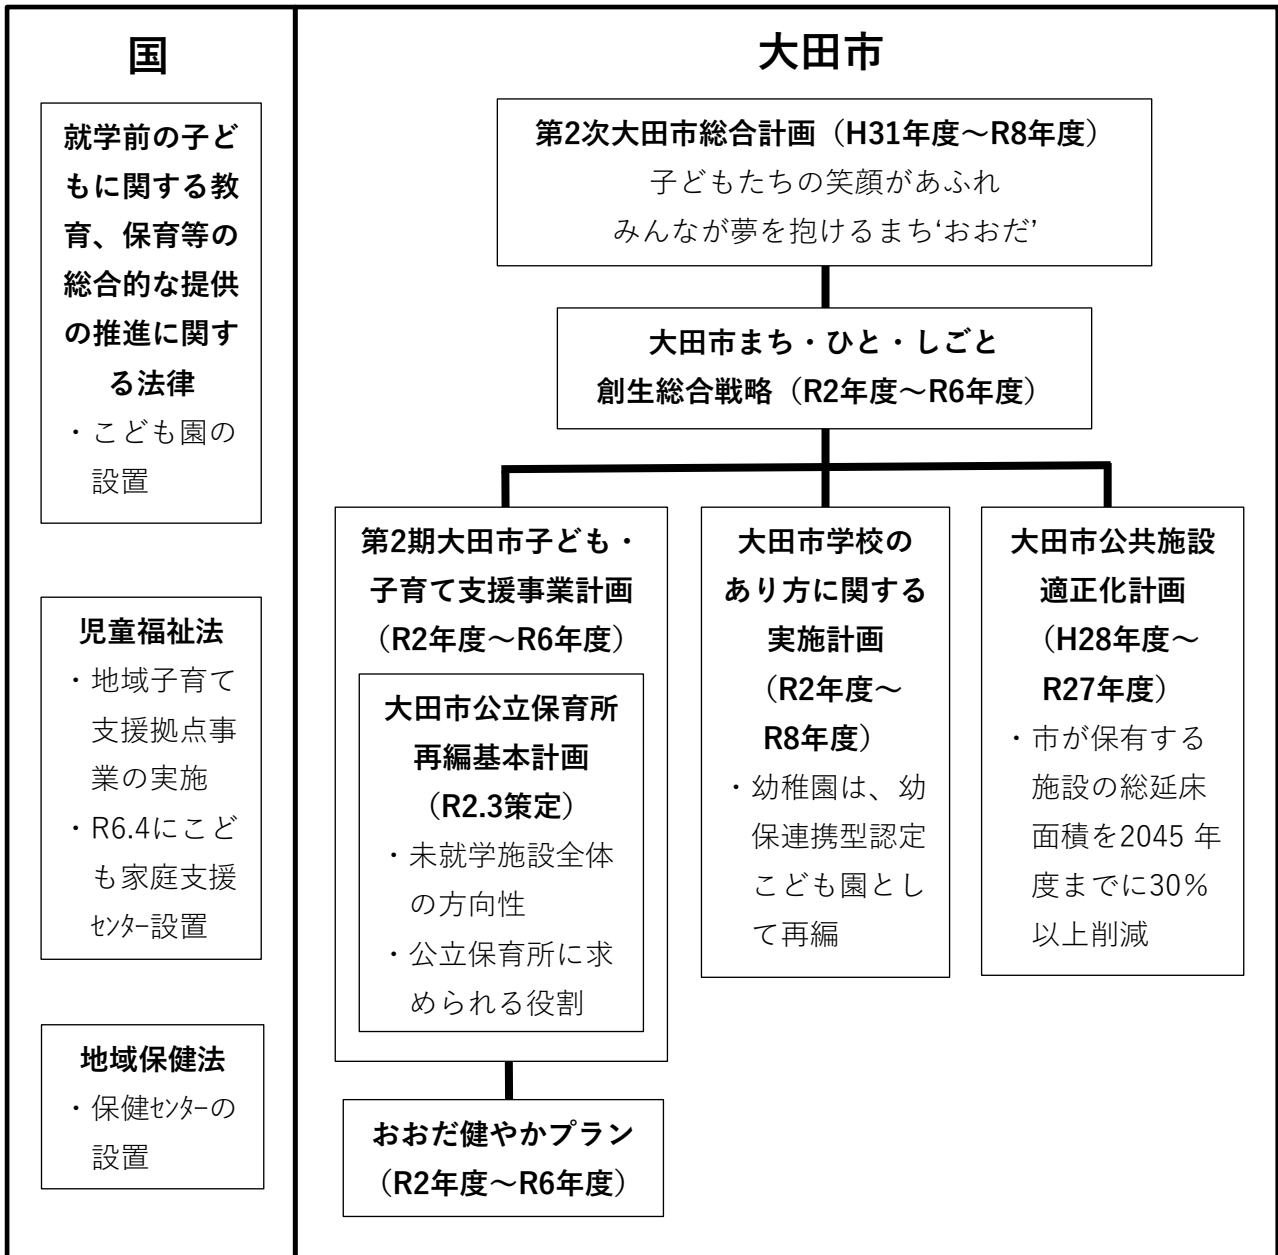 国
就学前の子ど
もに関する教
育、保育等の
総合的な提供
の推進に関す
る法律
・こども園の
設置
児童福祉法
・地域子育て
支援拠点事
業の実施
・R6.4にこど
も家庭支援
ｾﾝﾀｰ設置
地域保健法
・保健ｾﾝﾀｰの
設置
大田市
第2次大田市総合計画（H31年度～R8年度）
子どもたちの笑顔があふれ
みんなが夢を抱けるまち‘おおだ’
大田市まち・ひと・しごと
創生総合戦略（R2年度～R6年度）
第2期大田市子ども・
子育て支援事業計画
（R2年度～R6年度）
大田市公立保育所
再編基本計画
（R2.3策定）
・未就学施設全体
の方向性
・公立保育所に求
められる役割
おおだ健やかプラン
（R2年度～R6年度）
大田市学校の
あり方に関する
実施計画
（R2年度～
R8年度）
・幼稚園は、幼
保連携型認定
こども園とし
て再編
大田市公共施設
適正化計画
（H28年度～
R27年度）
・市が保有する
施設の総延床
面積を2045 年
度までに30%
以上削減